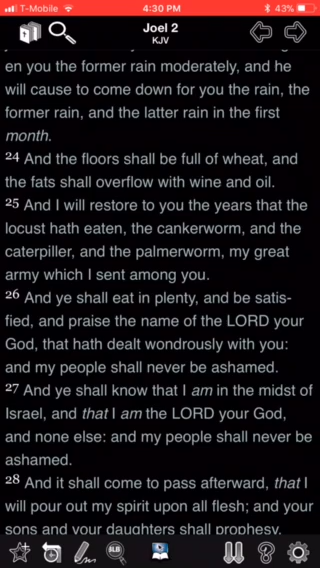 T-Mobile 4:30 PM 43%
Joel 2
KJV
en you the former rain moderately, and he
will cause to come down for you the rain, the
former rain, and the latter rain in the first
month.
24 And the floors shall be full of wheat, and
the fats shall overflow with wine and oil.
25 And I will restore to you the years that the
locust hath eaten, the cankerworm, and the
caterpiller, and the palmerworm, my great
army which I sent among you.
26 And ye shall eat in plenty, and be satis-
fied, and praise the name of the LORD your
God, that hath dealt wondrously with you:
and my people shall never be ashamed.
27 And ye shall know that I am in the midst of
Israel, and that I am the LORD your God,
and none else: and my people shall never be
ashamed.
28 And it shall come to pass afterward, that I
will pour out my spirit upon all flesh; and your
sons and your daughters shall prophesy,
SLB